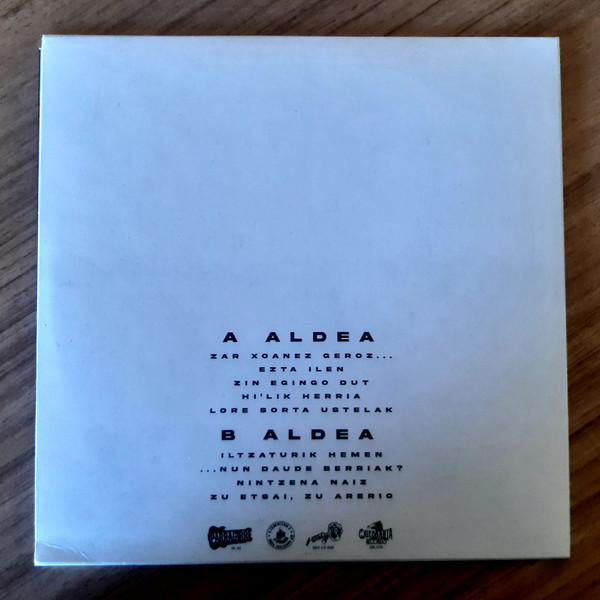 A ALDEA
ZAR XOANEZ GEROZ...
EZTA ILEN
ZIN EGINGO DUT
HI'LIK HERRIA
LORE SORTA USTELAK
B ALDEA
ILTZATURIK HEMEN
...NUN DAUDE BERRIAK?
NINTZENA NAIZ
ZU ETSAI, ZU ARERIO